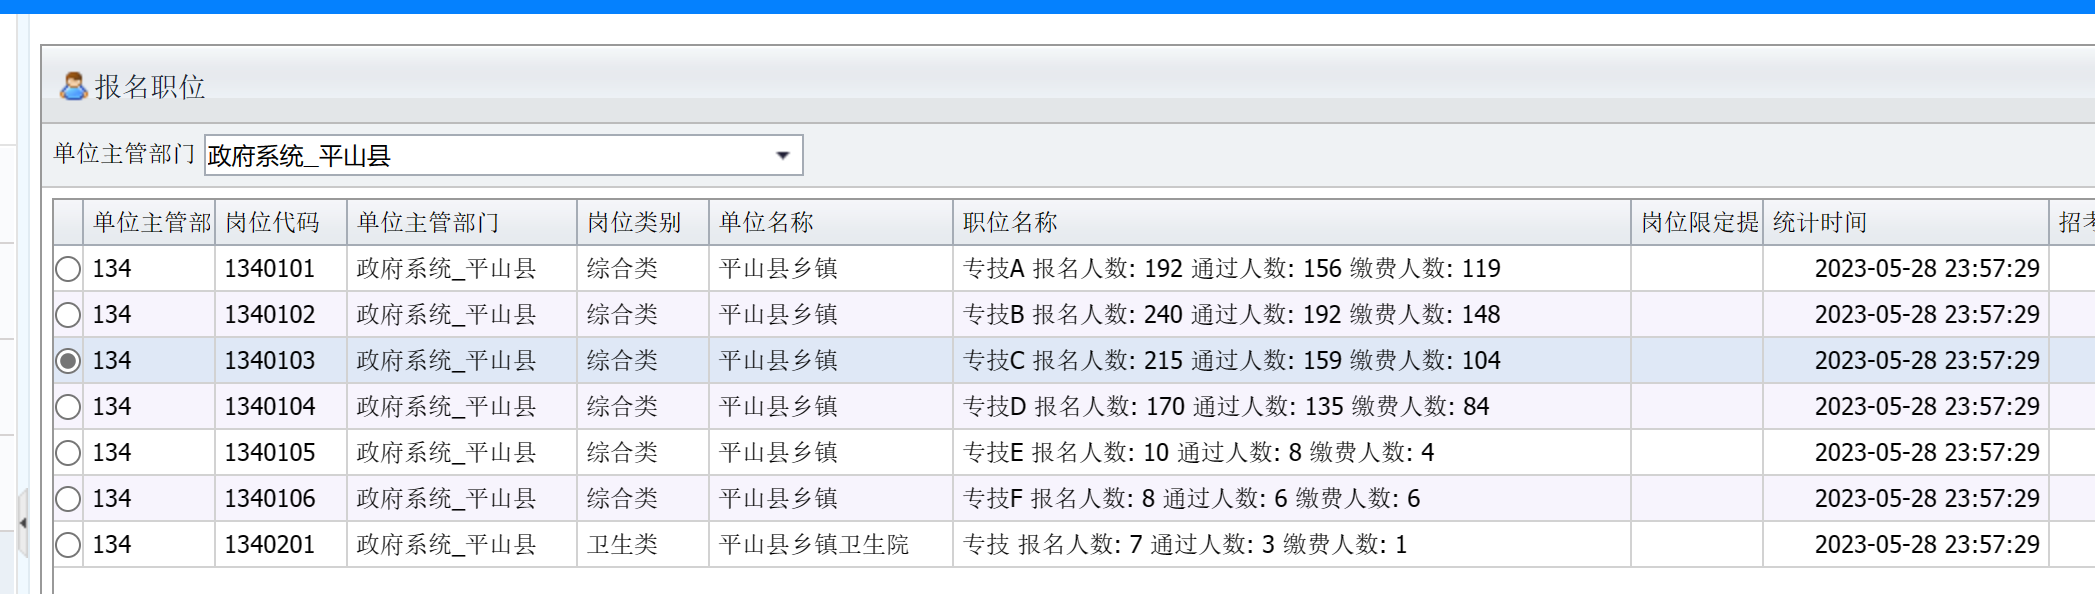 报名职位
单位主管部门 政府系统_平山县
单位主管部 岗位代码 单位主管部门 岗位类别 单位名称 职位名称 岗位限定提 统计时间 招考
134 1340101 政府系统_平山县 综合类 平山县乡镇 专技A 报名人数: 192 通过人数: 156 缴费人数: 119 2023-05-28 23:57:29
134 1340102 政府系统_平山县 综合类 平山县乡镇 专技B 报名人数: 240 通过人数: 192 缴费人数: 148 2023-05-28 23:57:29
134 1340103 政府系统_平山县 综合类 平山县乡镇 专技C 报名人数: 215 通过人数: 159 缴费人数: 104 2023-05-28 23:57:29
134 1340104 政府系统_平山县 综合类 平山县乡镇 专技D 报名人数: 170 通过人数: 135 缴费人数: 84 2023-05-28 23:57:29
134 1340105 政府系统_平山县 综合类 平山县乡镇 专技E 报名人数: 10 通过人数: 8 缴费人数: 4 2023-05-28 23:57:29
134 1340106 政府系统_平山县 综合类 平山县乡镇 专技F 报名人数: 8 通过人数: 6 缴费人数: 6 2023-05-28 23:57:29
134 1340201 政府系统_平山县 卫生类 平山县乡镇卫生院 专技 报名人数: 7 通过人数: 3 缴费人数: 1 2023-05-28 23:57:29